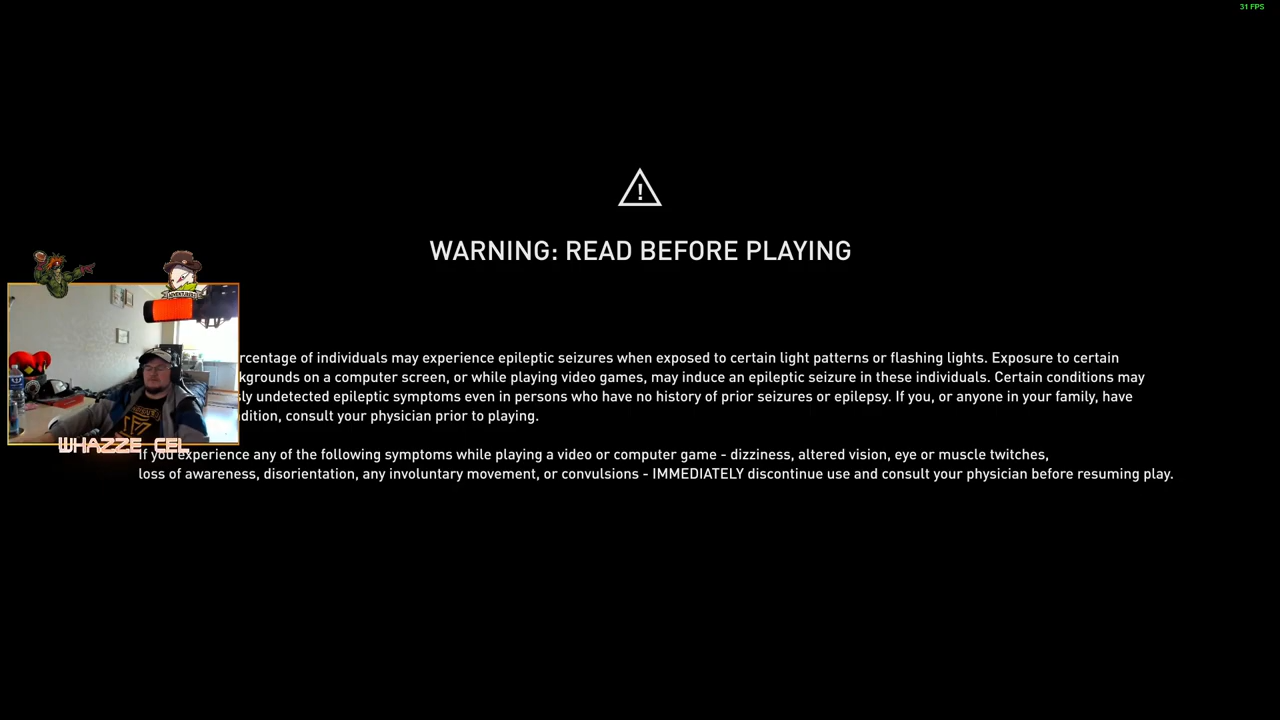 31 FPS
WARNING: READ BEFORE PLAYING
rcentage of individuals may experience epileptic seizures when exposed to certain light patterns or flashing lights. Exposure to certain
kgrounds on a computer screen, or while playing video games, may induce an epileptic seizure in these individuals. Certain conditions may
ly undetected epileptic symptoms even in persons who have no history of prior seizures or epilepsy. If you, or anyone in your family, have
dition, consult your physician prior to playing.
WHAZZE CEL
If you experience any of the following symptoms while playing a video or computer game - dizziness, altered vision, eye or muscle twitches,
loss of awareness, disorientation, any involuntary movement, or convulsions - IMMEDIATELY discontinue use and consult your physician before resuming play.